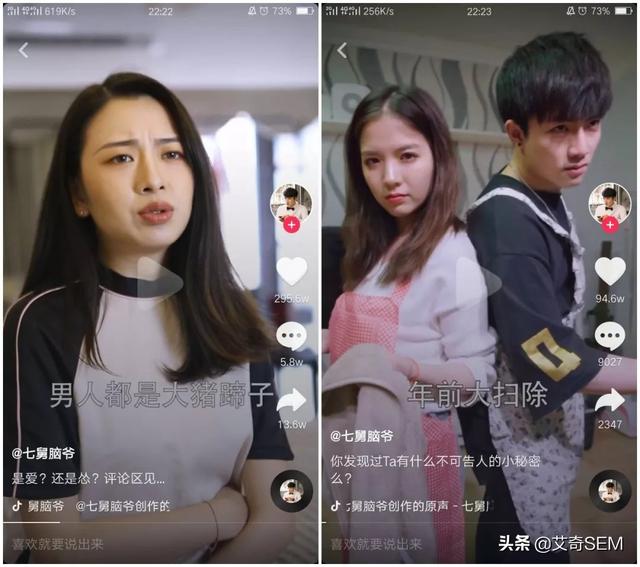 619K/s
22:22
73%
男人都是大猪蹄子
295.6w
5.8w
13.6w
@七舅脑爷
是爱?还是怂?评论区见...
舅脑爷 @七舅脑爷创作的
喜欢就要说出来
256K/s
22:23
73%
年前大扫除
94.6w
9027
2347
@七舅脑爷
你发现过Ta有什么不可告人的小秘密
么?
七舅脑爷创作的原声 - 七舅
喜欢就要说出来
头条 @艾奇SEM